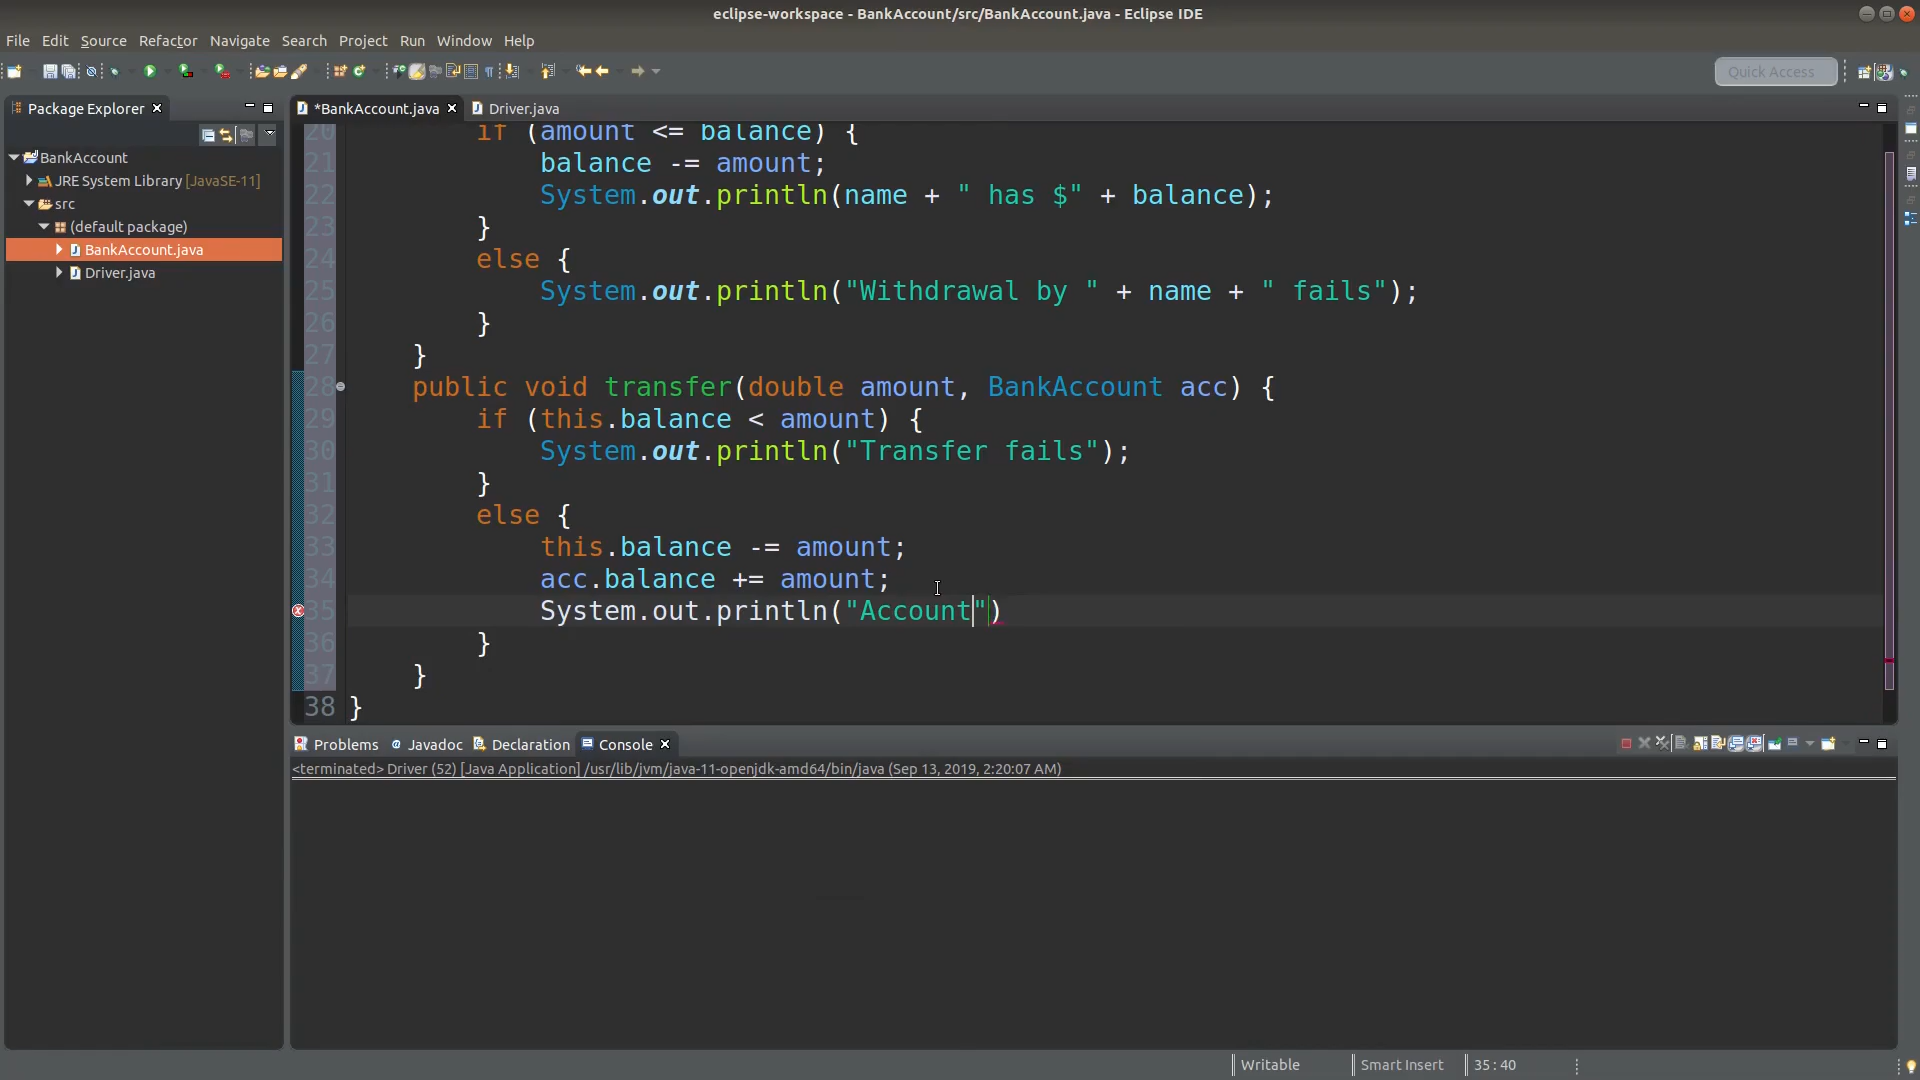 eclipse-workspace - BankAccount/src/BankAccount.java - Eclipse IDE
File Edit Source Refactor Navigate Search Project Run Window Help
Quick Access
Package Explorer
*BankAccount.java Driver.java
BankAccount
JRE System Library [JavaSE-11]
src
(default package)
BankAccount.java
Driver.java
20 if (amount <= balance) {
21 balance -= amount;
22 System.out.println(name + " has $" + balance);
23 }
24 else {
25 System.out.println("Withdrawal by " + name + " fails");
26 }
27 }
28 public void transfer(double amount, BankAccount acc) {
29 if (this.balance < amount) {
30 System.out.println("Transfer fails");
31 }
32 else {
33 this.balance -= amount;
34 acc.balance += amount;
35 System.out.println("Account")
36 }
37 }
38 }
Problems Javadoc Declaration Console
<terminated> Driver (52) [Java Application] /usr/lib/jvm/java-11-openjdk-amd64/bin/java (Sep 13, 2019, 2:20:07 AM)
Writable Smart Insert 35:40